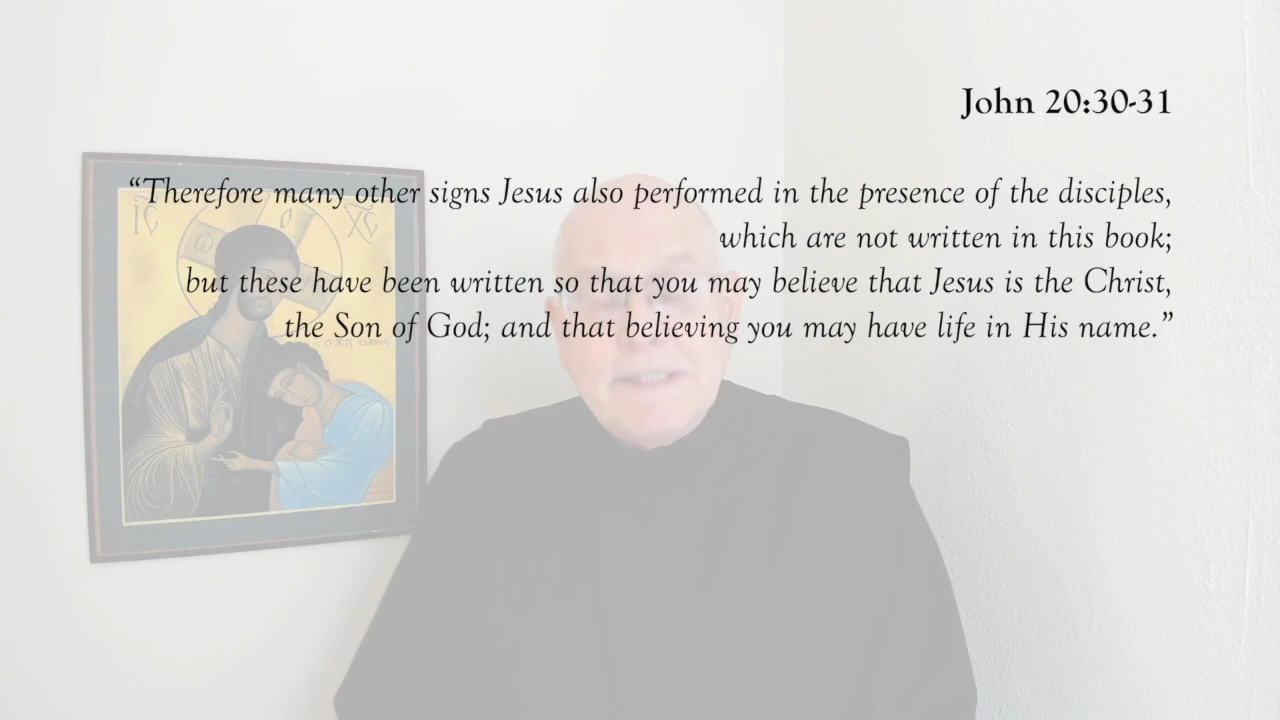 John 20:30-31
“Therefore many other signs Jesus also performed in the presence of the disciples,
which are not written in this book;
but these have been written so that you may believe that Jesus is the Christ,
the Son of God; and that believing you may have life in His name.”
IC
XC
ω
Ο